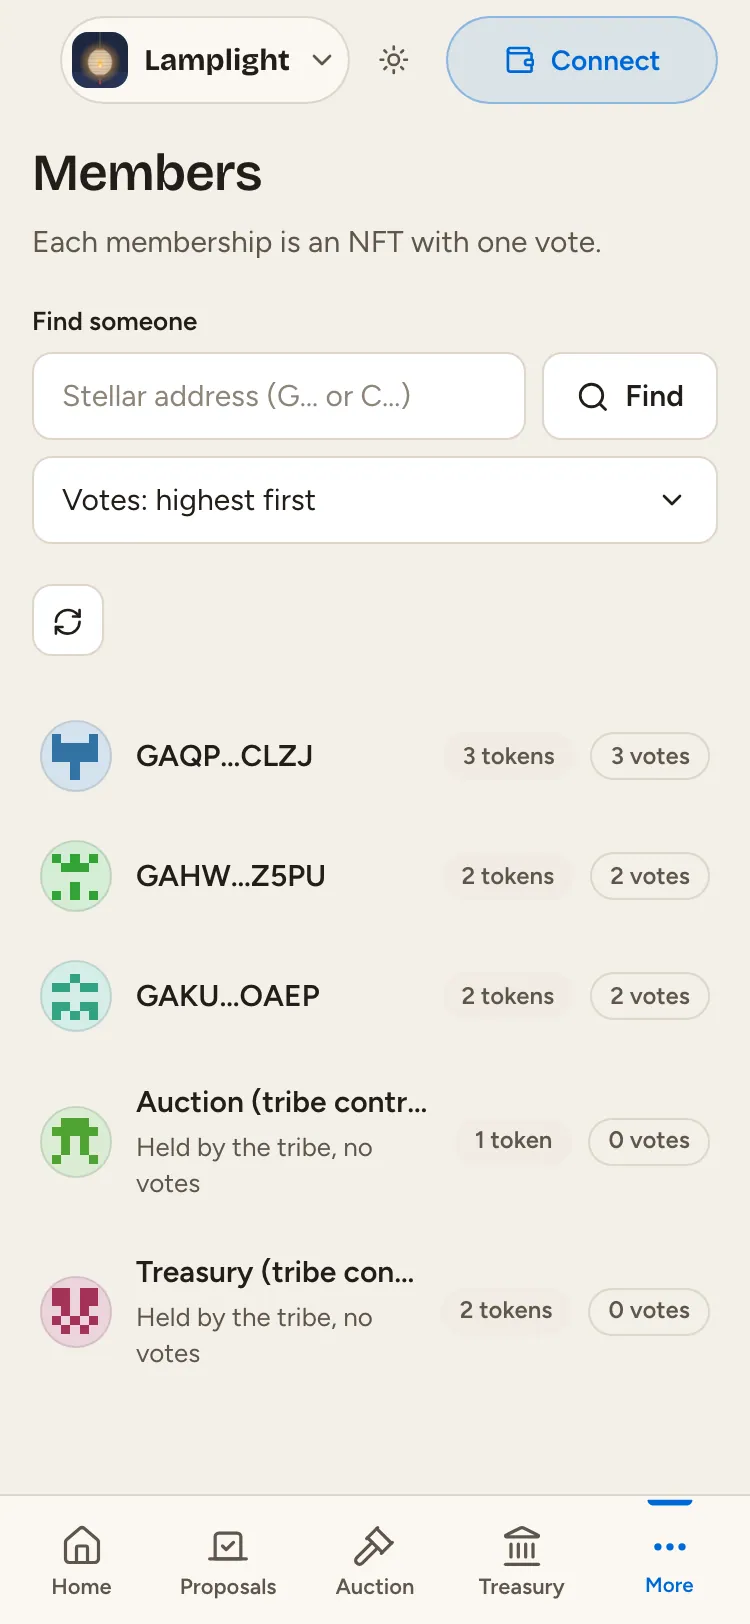 Lamplight
Connect
Members
Each membership is an NFT with one vote.
Find someone
Stellar address (G... or C...)
Find
Votes: highest first
GAQP...CLZJ
3 tokens
3 votes
GAHW...Z5PU
2 tokens
2 votes
GAKU...OAEP
2 tokens
2 votes
Auction (tribe contr...
Held by the tribe, no
votes
1 token
0 votes
Treasury (tribe con...
Held by the tribe, no
votes
2 tokens
0 votes
Home
Proposals
Auction
Treasury
More